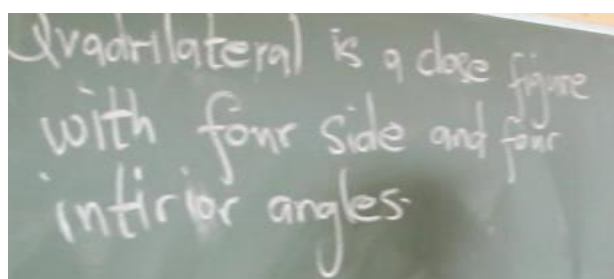 Quadrilateral is a close figure
with four side and four
intirior angles.